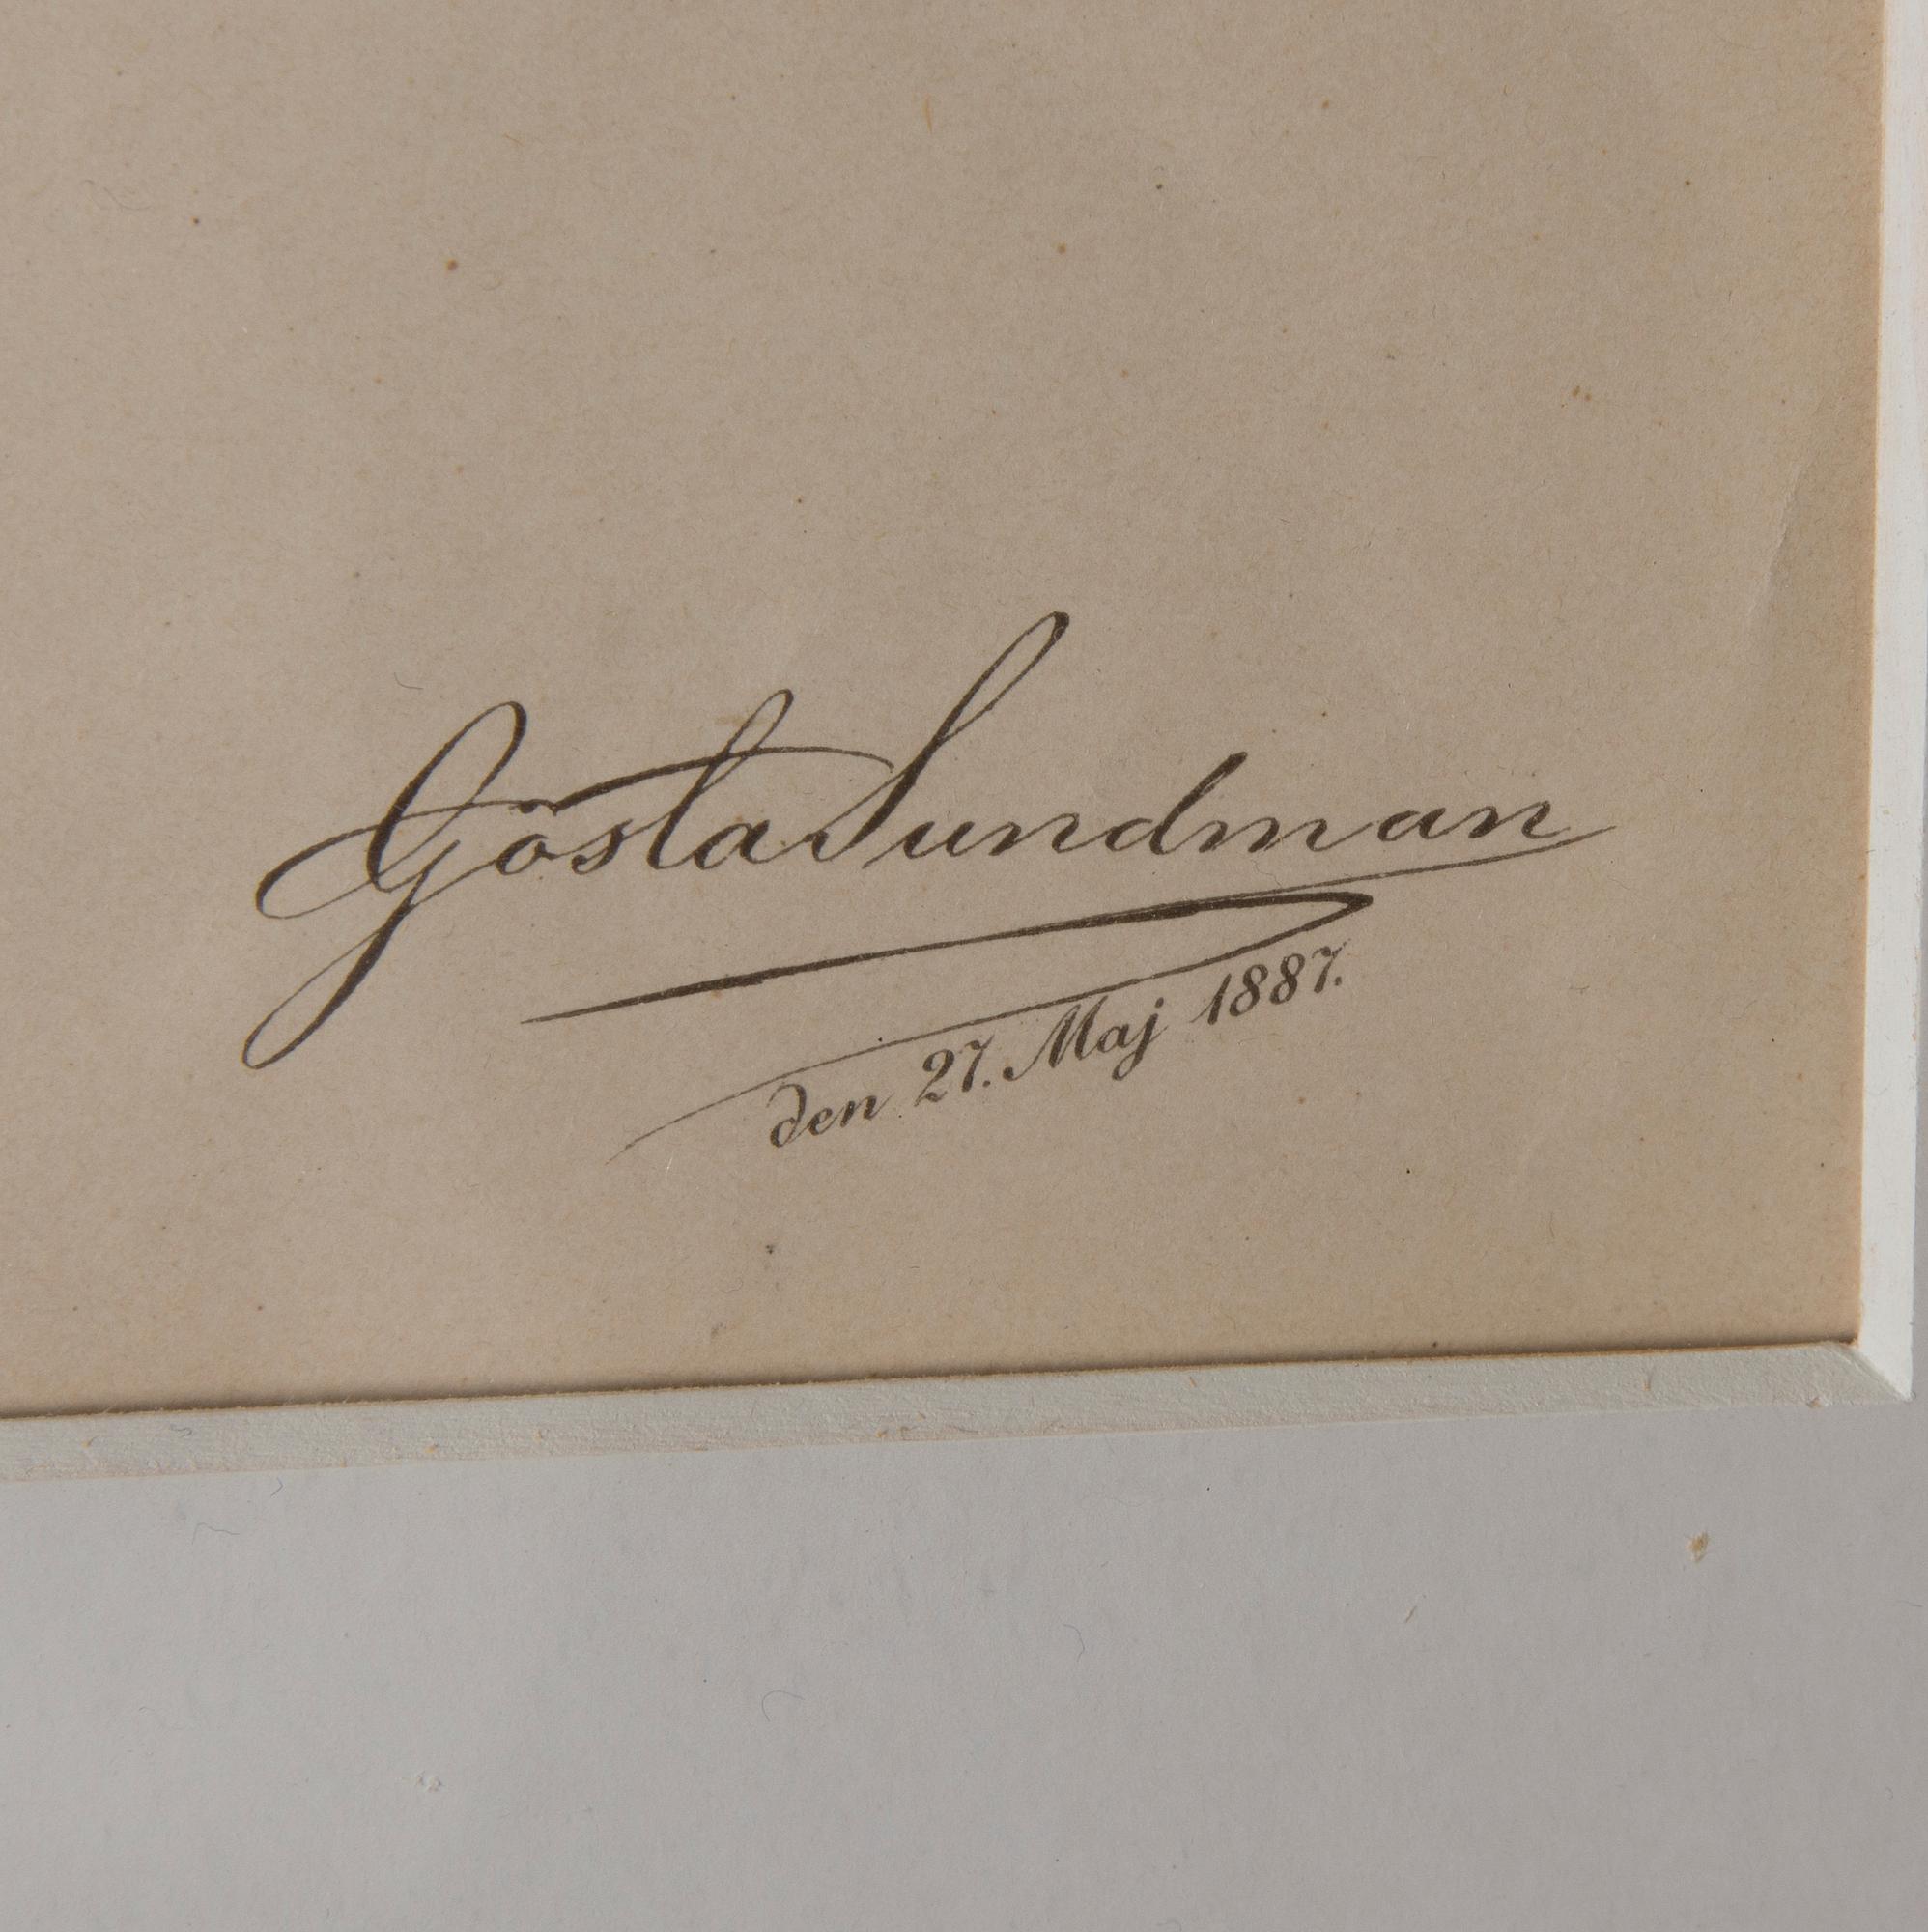 Gösta Sundman
den 27. Maj 1887.